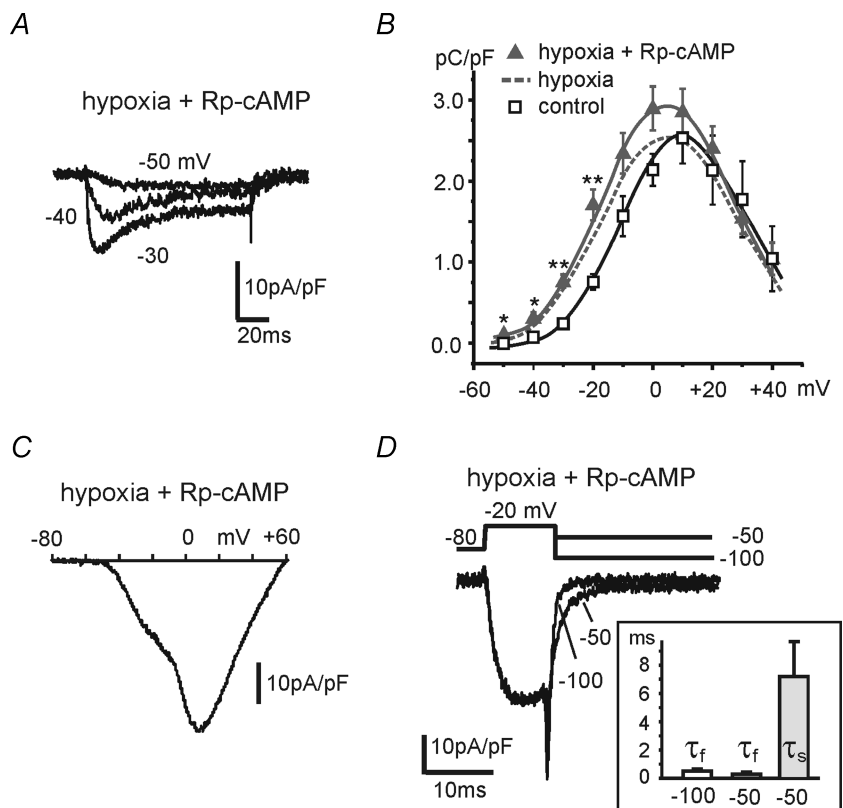 A
hypoxia + Rp-cAMP
-50 mV
-40
-30
10pA/pF
20ms
B
pC/pF
hypoxia + Rp-cAMP
hypoxia
control
3.0
2.0
1.0
0.0
**
**
*
*
-60 -40 -20 0 +20 +40 mV
C
hypoxia + Rp-cAMP
-80 0 mV +60
10pA/pF
D
hypoxia + Rp-cAMP
-20 mV
-80
-50
-100
-50
-100
10pA/pF
10ms
ms
8
6
4
2
0
τf τf τs
-100 -50 -50